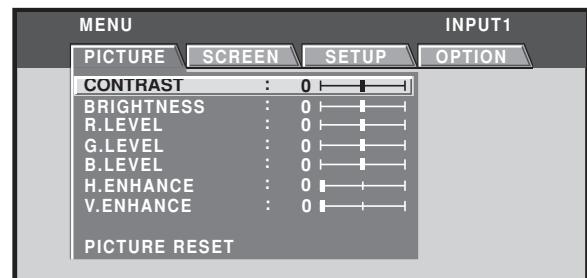 MENU INPUT1
PICTURE SCREEN SETUP OPTION
CONTRAST : 0
BRIGHTNESS : 0
R.LEVEL : 0
G.LEVEL : 0
B.LEVEL : 0
H.ENHANCE : 0
V.ENHANCE : 0
PICTURE RESET